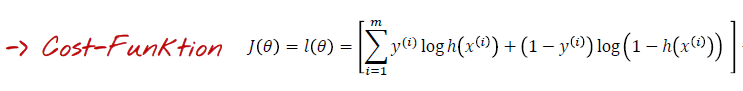 -> Cost-Funktion J(θ) = l(θ) = [∑_{i=1}^{m} y^{(i)} log h(x^{(i)}) + (1 − y^{(i)}) log(1 − h(x^{(i)}))]